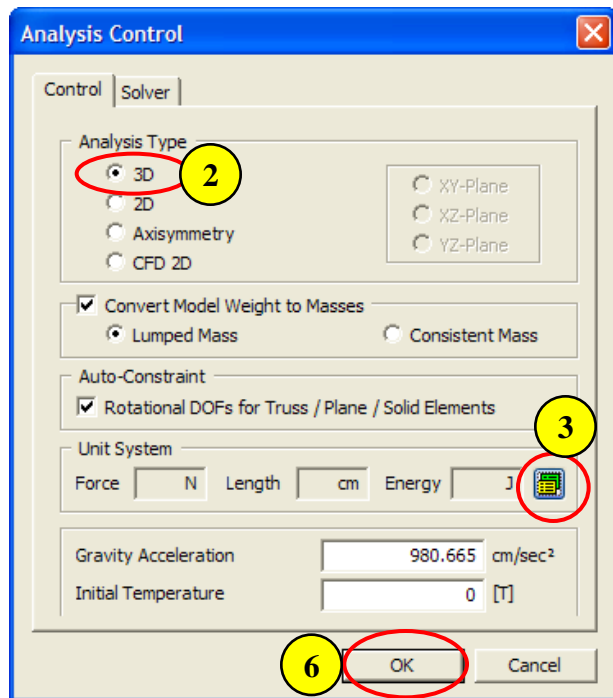 Analysis Control
Control Solver
Analysis Type
3D 2
2D
Axisymmetry
CFD 2D
XY-Plane
XZ-Plane
YZ-Plane
Convert Model Weight to Masses
Lumped Mass Consistent Mass
Auto-Constraint
Rotational DOFs for Truss / Plane / Solid Elements
3
Unit System
Force N Length cm Energy J
Gravity Acceleration 980.665 cm/sec²
Initial Temperature 0 [T]
6 OK Cancel